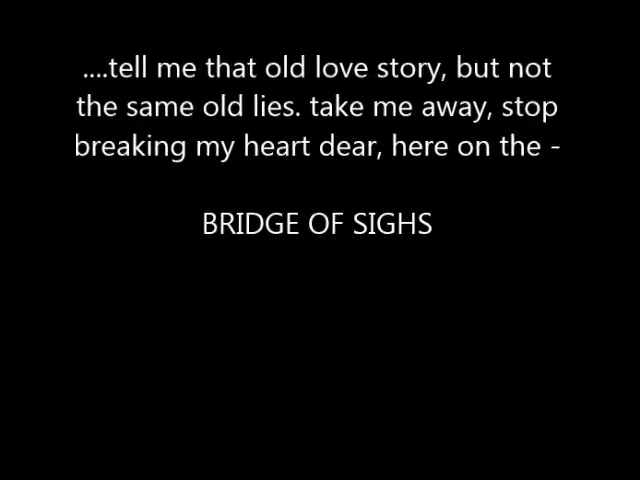 ....tell me that old love story, but not
the same old lies. take me away, stop
breaking my heart dear, here on the -
BRIDGE OF SIGHS